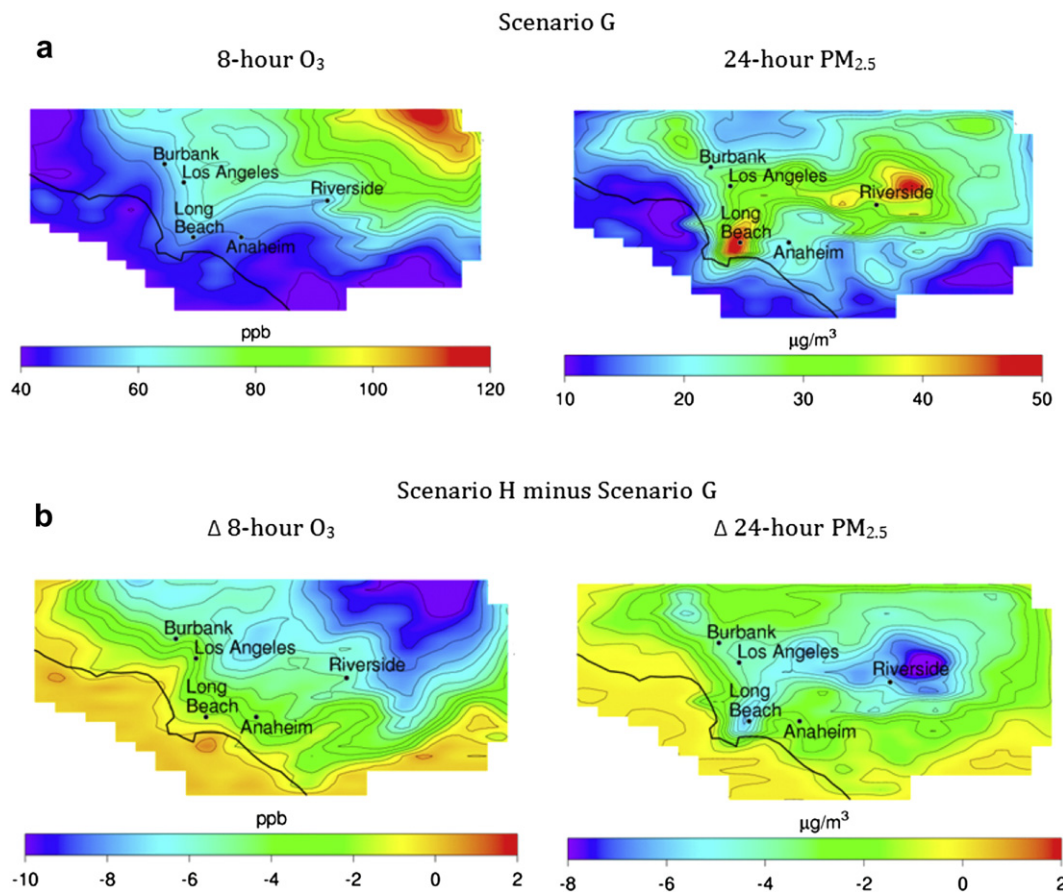 Scenario G
a
8-hour O₃
24-hour PM₂.₅
Burbank
Los Angeles
Riverside
Long
Beach
Anaheim
Burbank
Los Angeles
Riverside
Long
Beach
Anaheim
ppb
40 60 80 100 120
µg/m³
10 20 30 40 50
Scenario H minus Scenario G
b
Δ 8-hour O₃
Δ 24-hour PM₂.₅
Burbank
Los Angeles
Riverside
Long
Beach
Anaheim
Burbank
Los Angeles
Riverside
Long
Beach
Anaheim
ppb
-10 -8 -6 -4 -2 0 2
µg/m³
-8 -6 -4 -2 0 2